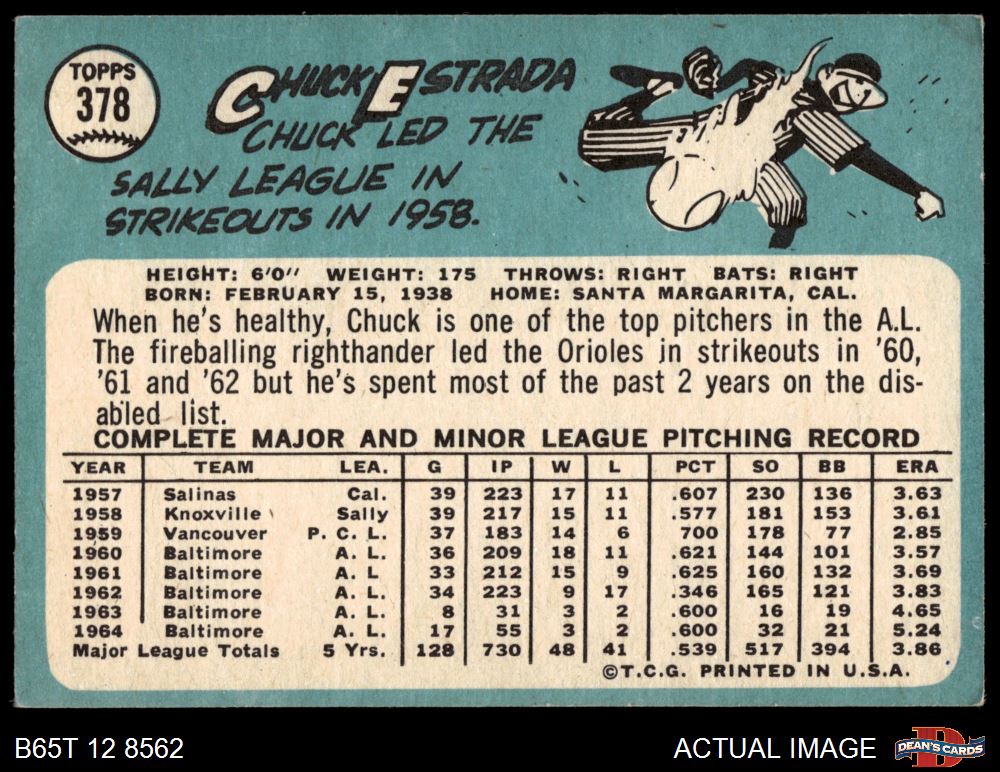 TOPPS
378
CHUCK ESTRADA
CHUCK LED THE
SALLY LEAGUE IN
STRIKEOUTS IN 1958.
HEIGHT: 6'0" WEIGHT: 175 THROWS: RIGHT BATS: RIGHT
BORN: FEBRUARY 15, 1938 HOME: SANTA MARGARITA, CAL.
When he's healthy, Chuck is one of the top pitchers in the A.L.
The fireballing righthander led the Orioles in strikeouts in '60,
'61 and '62 but he's spent most of the past 2 years on the dis-
abled list.
COMPLETE MAJOR AND MINOR LEAGUE PITCHING RECORD
YEAR TEAM LEA. G IP W L PCT SO BB ERA
1957 Salinas Cal. 39 223 17 11 .607 230 136 3.63
1958 Knoxville Sally 39 217 15 11 .577 181 153 3.61
1959 Vancouver P. C. L. 37 183 14 6 700 178 77 2.85
1960 Baltimore A. L. 36 209 18 11 .621 144 101 3.57
1961 Baltimore A. L 33 212 15 9 .625 160 132 3.69
1962 Baltimore A. L. 34 223 9 17 .346 165 121 3.83
1963 Baltimore A. L. 8 31 3 2 .600 16 19 4.65
1964 Baltimore A. L. 17 55 3 2 .600 32 21 5.24
Major League Totals 5 Yrs. 128 730 48 41 .539 517 394 3.86
©T.C.G. PRINTED IN U.S.A.
B65T 12 8562 ACTUAL IMAGE D DEAN'S CARDS